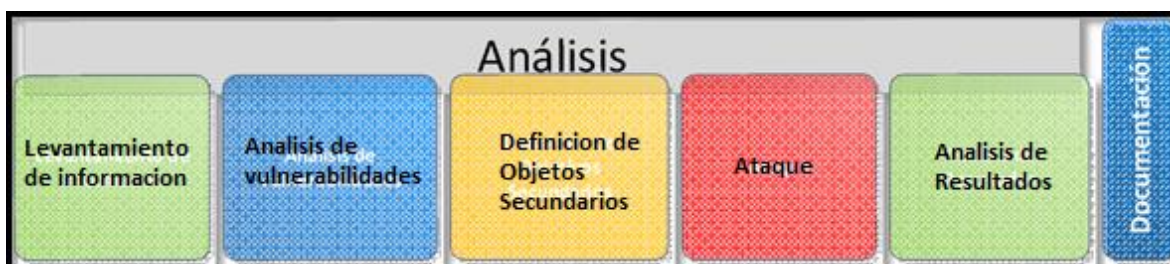 Análisis
Levantamiento
de informacion
Analisis de
vulnerabilidades
Definicion de
Objetos
Secundarios
Ataque
Analisis de
Resultados
Documentación